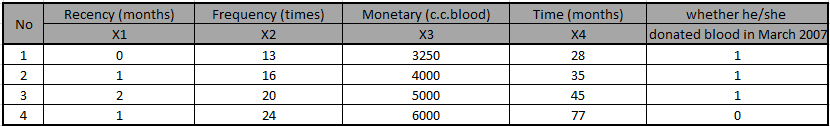 No Recency (months) Frequency (times) Monetary (c.c.blood) Time (months) whether he/she
X1 X2 X3 X4 donated blood in March 2007
1 0 13 3250 28 1
2 1 16 4000 35 1
3 2 20 5000 45 1
4 1 24 6000 77 0